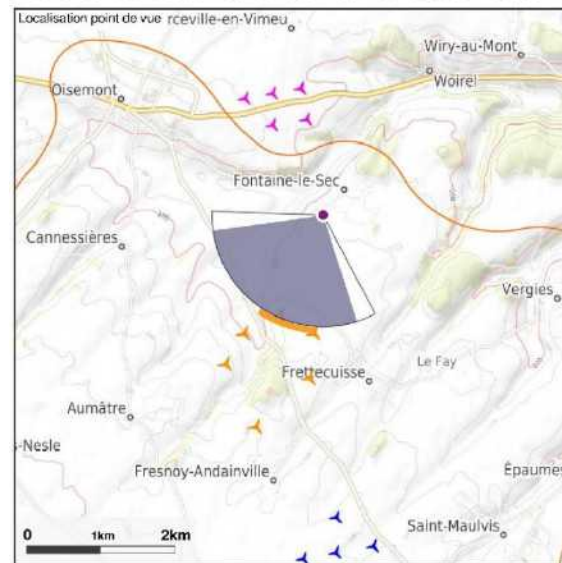 Localisation point de vue
rceville-en-Vimeu
Wiry-au-Mont
Woirel
Oisemont
Fontaine-le-Sec
Cannessières
Vergies
Le Fay
Frettecuisse
Aumâtre
s-Nesle
Fresnoy-Andainville
Épaumes
Saint-Maulvis
0 1km 2km